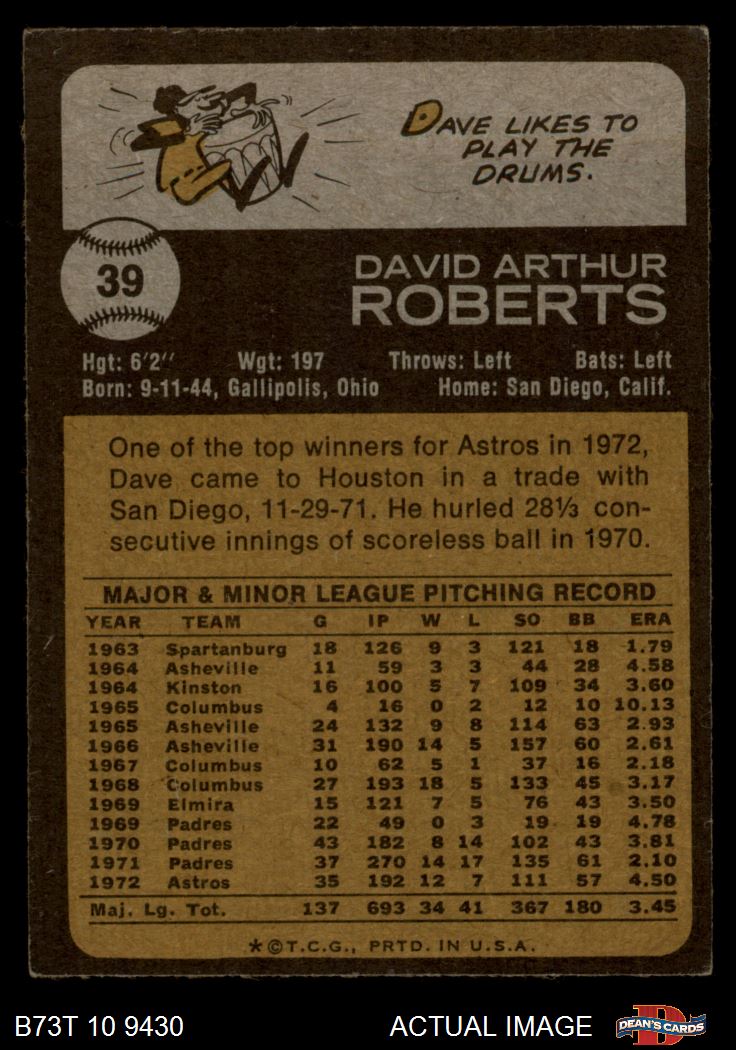 DAVE LIKES TO
PLAY THE
DRUMS.
39
DAVID ARTHUR
ROBERTS
Hgt: 6'2" Wgt: 197 Throws: Left Bats: Left
Born: 9-11-44, Gallipolis, Ohio Home: San Diego, Calif.
One of the top winners for Astros in 1972,
Dave came to Houston in a trade with
San Diego, 11-29-71. He hurled 28⅓ con-
secutive innings of scoreless ball in 1970.
MAJOR & MINOR LEAGUE PITCHING RECORD
YEAR TEAM G IP W L SO BB ERA
1963 Spartanburg 18 126 9 3 121 18 1.79
1964 Asheville 11 59 3 3 44 28 4.58
1964 Kinston 16 100 5 7 109 34 3.60
1965 Columbus 4 16 0 2 12 10 10.13
1965 Asheville 24 132 9 8 114 63 2.93
1966 Asheville 31 190 14 5 157 60 2.61
1967 Columbus 10 62 5 1 37 16 2.18
1968 Columbus 27 193 18 5 133 45 3.17
1969 Elmira 15 121 7 5 76 43 3.50
1969 Padres 22 49 0 3 19 19 4.78
1970 Padres 43 182 8 14 102 43 3.81
1971 Padres 37 270 14 17 135 61 2.10
1972 Astros 35 192 12 7 111 57 4.50
Maj. Lg. Tot. 137 693 34 41 367 180 3.45
*©T.C.G., PRTD. IN U.S.A.
B73T 10 9430 ACTUAL IMAGE D DEAN'S CARDS